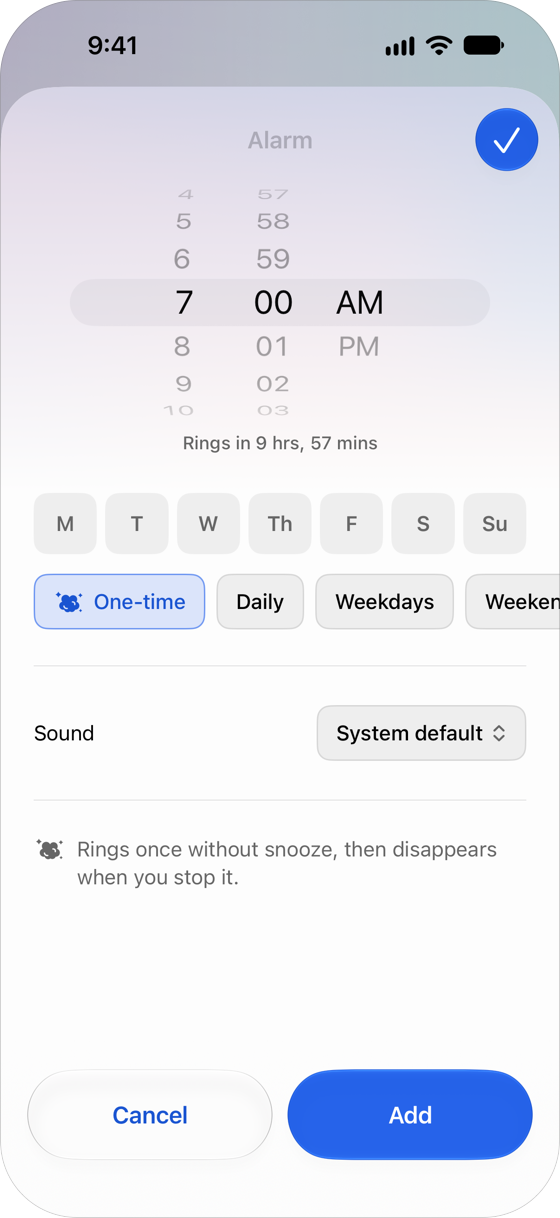 9:41
Alarm
4 57
5 58
6 59
7 00 AM
8 01 PM
9 02
10 03
Rings in 9 hrs, 57 mins
M T W Th F S Su
One-time Daily Weekdays Weeken
Sound System default
Rings once without snooze, then disappears
when you stop it.
Cancel Add